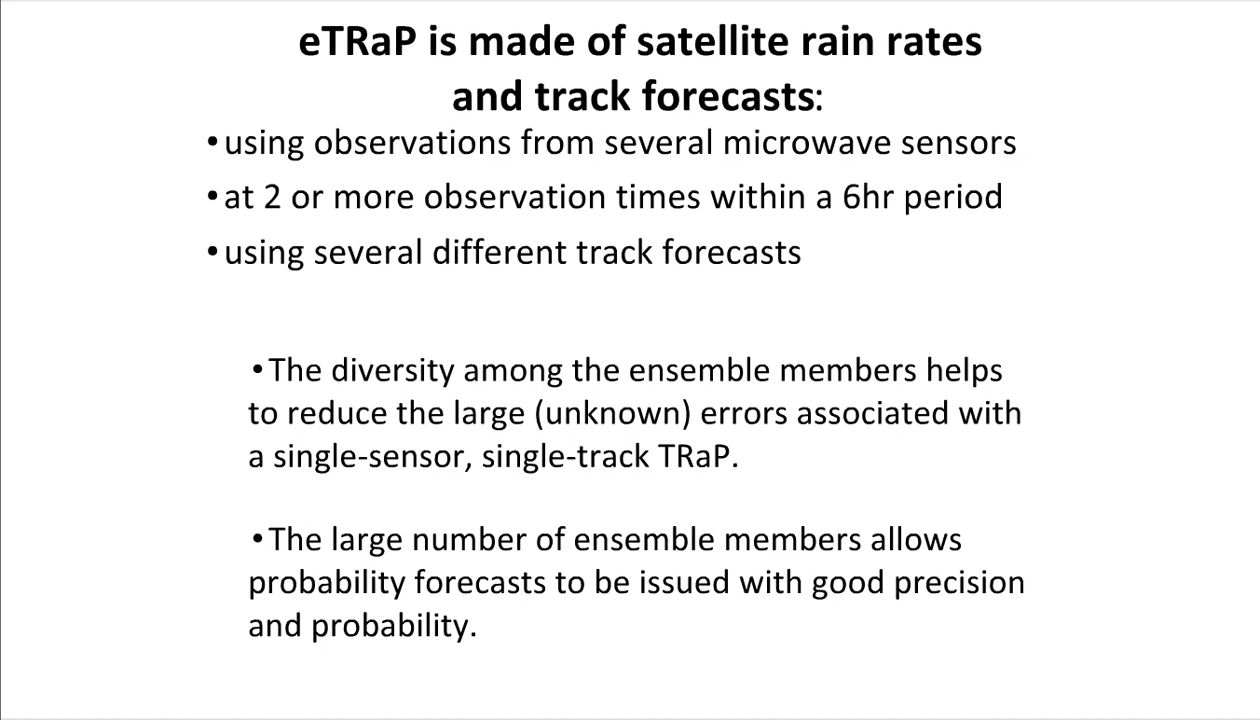 eTRaP is made of satellite rain rates
and track forecasts:
•using observations from several microwave sensors
•at 2 or more observation times within a 6hr period
•using several different track forecasts
•The diversity among the ensemble members helps
to reduce the large (unknown) errors associated with
a single-sensor, single-track TRaP.
•The large number of ensemble members allows
probability forecasts to be issued with good precision
and probability.